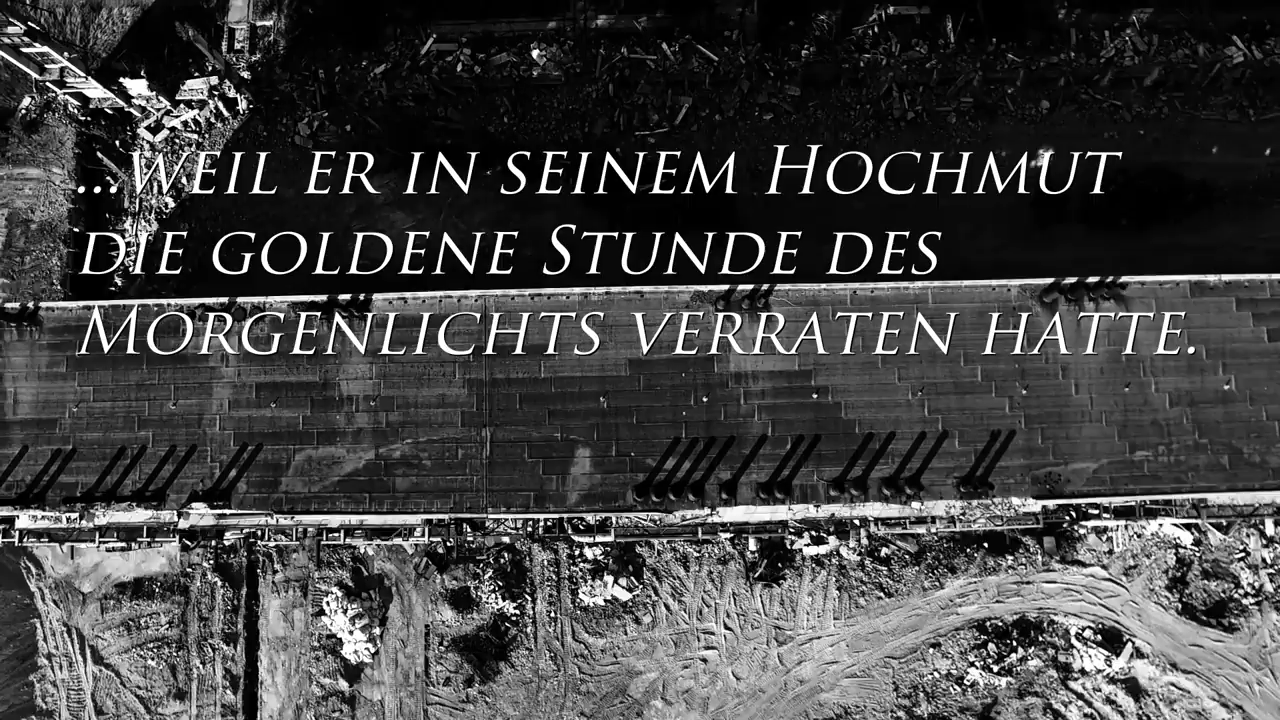 ...weil er in seinem Hochmut
die goldene Stunde des
Morgenlichts verraten hatte.